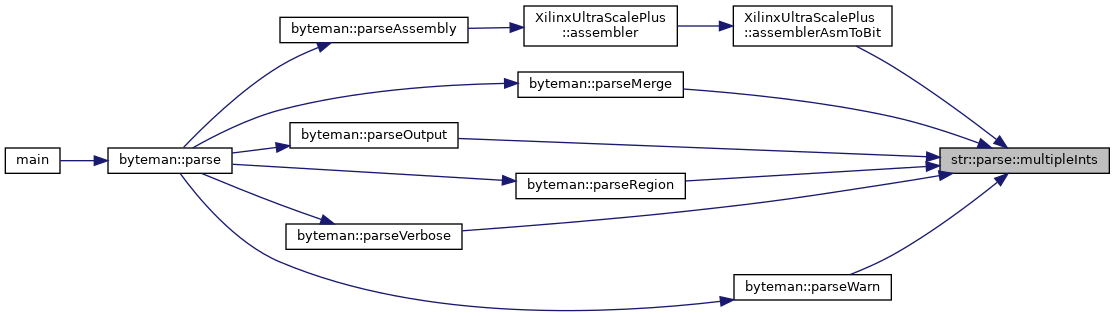 main
byteman::parse
byteman::parseAssembly
XilinxUltraScalePlus
::assembler
XilinxUltraScalePlus
::assemblerAsmToBit
byteman::parseMerge
byteman::parseOutput
byteman::parseRegion
byteman::parseVerbose
byteman::parseWarn
str::parse::multipleInts